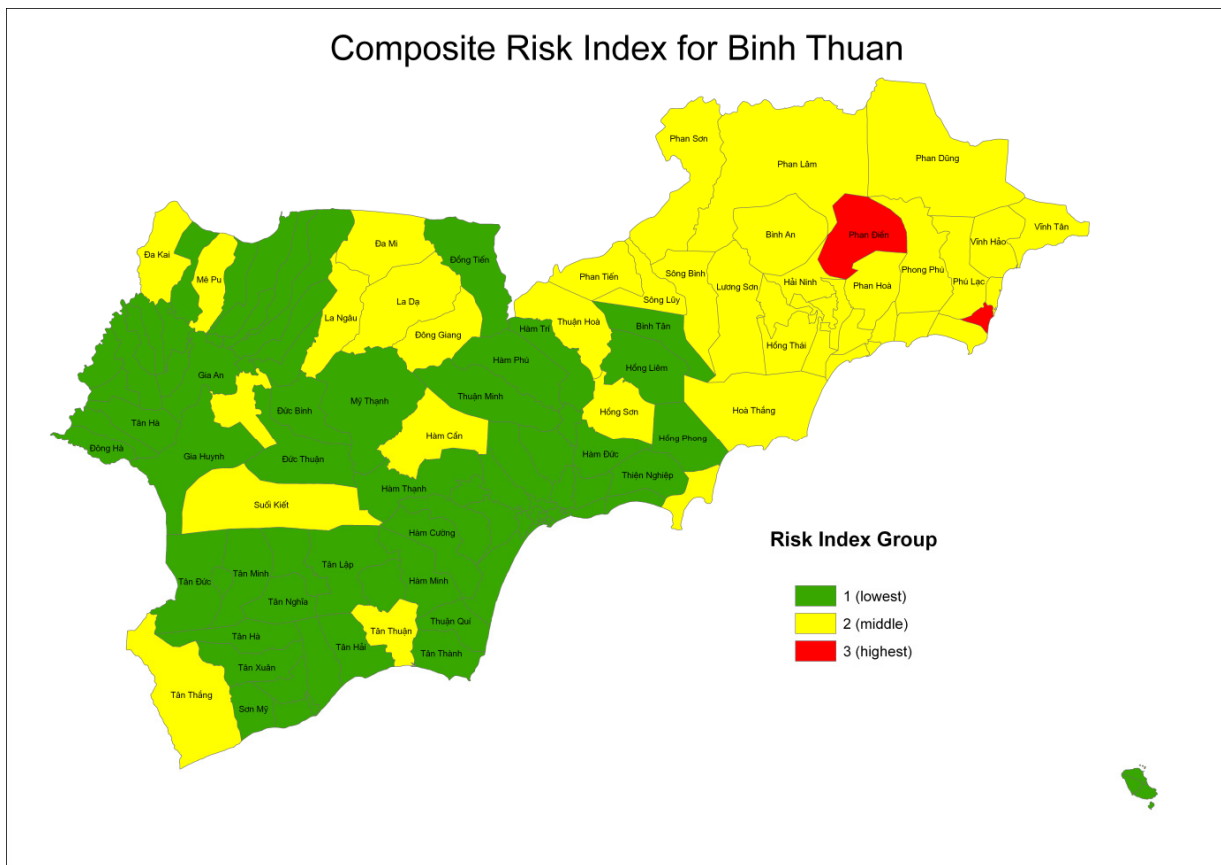 Composite Risk Index for Binh Thuan
Phan Sơn
Phan Lâm
Phan Dũng
Đa Kai
Mê Pu
Đa Mi
Đồng Tiến
Bình An
Phan Điền
Vĩnh Hảo
Vĩnh Tân
La Dạ
La Ngâu
Đông Giang
Phan Tiến
Sông Bình
Sông Lũy
Lương Sơn
Hải Ninh
Phan Hoà
Phong Phú
Phú Lạc
Thuận Hoà
Hàm Trí
Bình Tân
Hồng Thái
Hàm Phú
Hồng Liêm
Gia An
Mỹ Thạnh
Thuận Minh
Đức Bình
Tân Hà
Hàm Cần
Hồng Sơn
Hoà Thắng
Đông Hà
Gia Huynh
Đức Thuận
Hàm Đức
Hồng Phong
Hàm Thạnh
Thiện Nghiệp
Suối Kiết
Hàm Cường
Tân Đức
Tân Minh
Tân Lập
Hàm Minh
Tân Nghĩa
Tân Hà
Tân Xuân
Tân Hải
Tân Thuận
Thuận Quí
Tân Thành
Tân Thắng
Sơn Mỹ
Risk Index Group
1 (lowest)
2 (middle)
3 (highest)